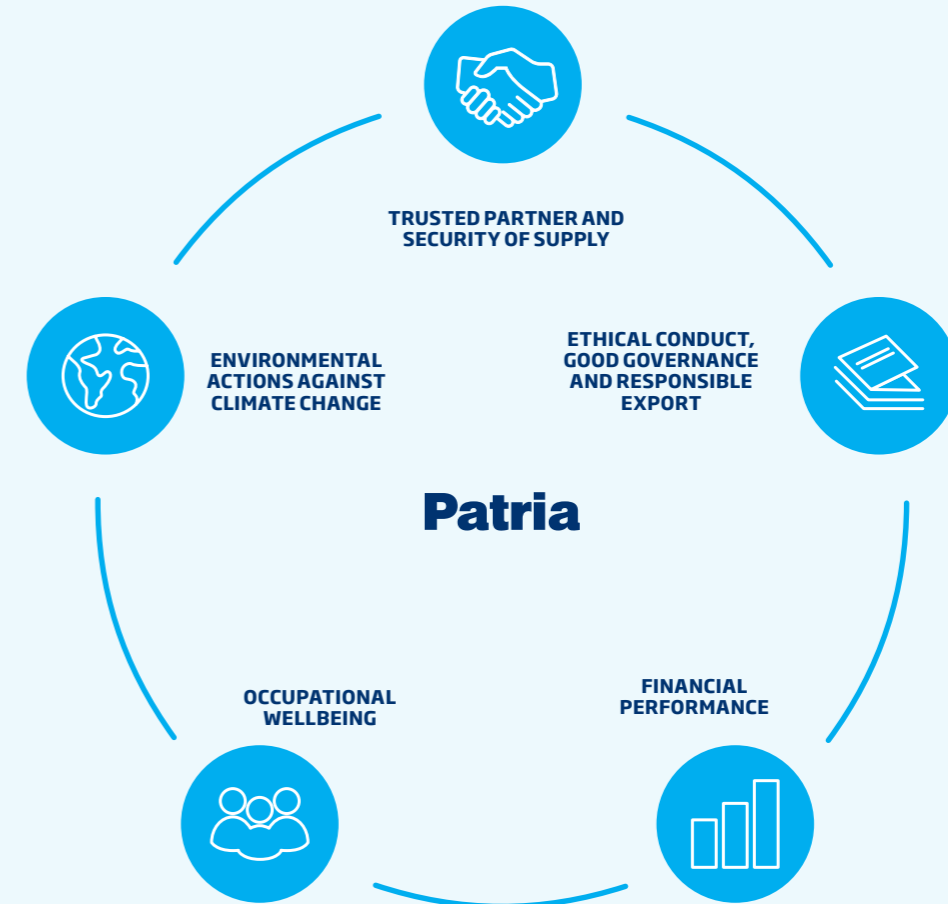 TRUSTED PARTNER AND
SECURITY OF SUPPLY
ENVIRONMENTAL
ACTIONS AGAINST
CLIMATE CHANGE
ETHICAL CONDUCT,
GOOD GOVERNANCE
AND RESPONSIBLE
EXPORT
Patria
OCCUPATIONAL
WELLBEING
FINANCIAL
PERFORMANCE